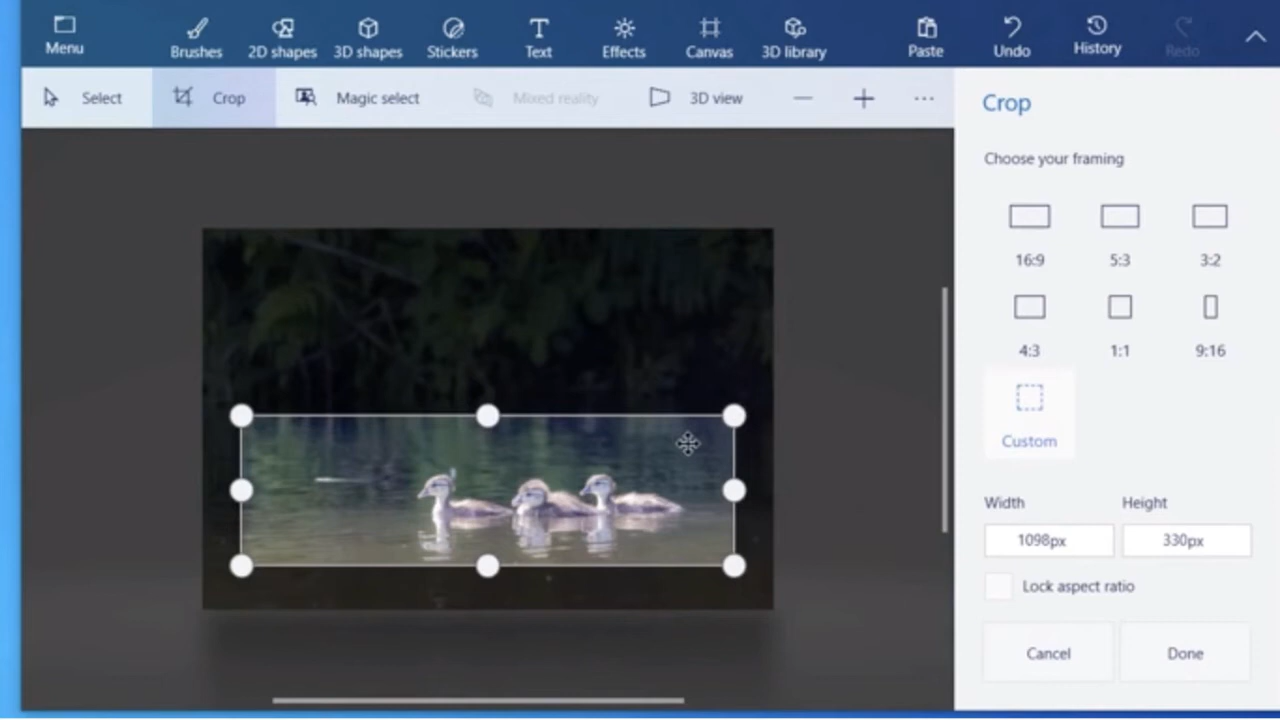 Menu Brushes 2D shapes 3D shapes Stickers Text Effects Canvas 3D library Paste Undo History Redo
Select Crop Magic select Mixed reality 3D view
Crop
Choose your framing
16:9 5:3 3:2
4:3 1:1 9:16
Custom
Width Height
1098px 330px
Lock aspect ratio
Cancel Done